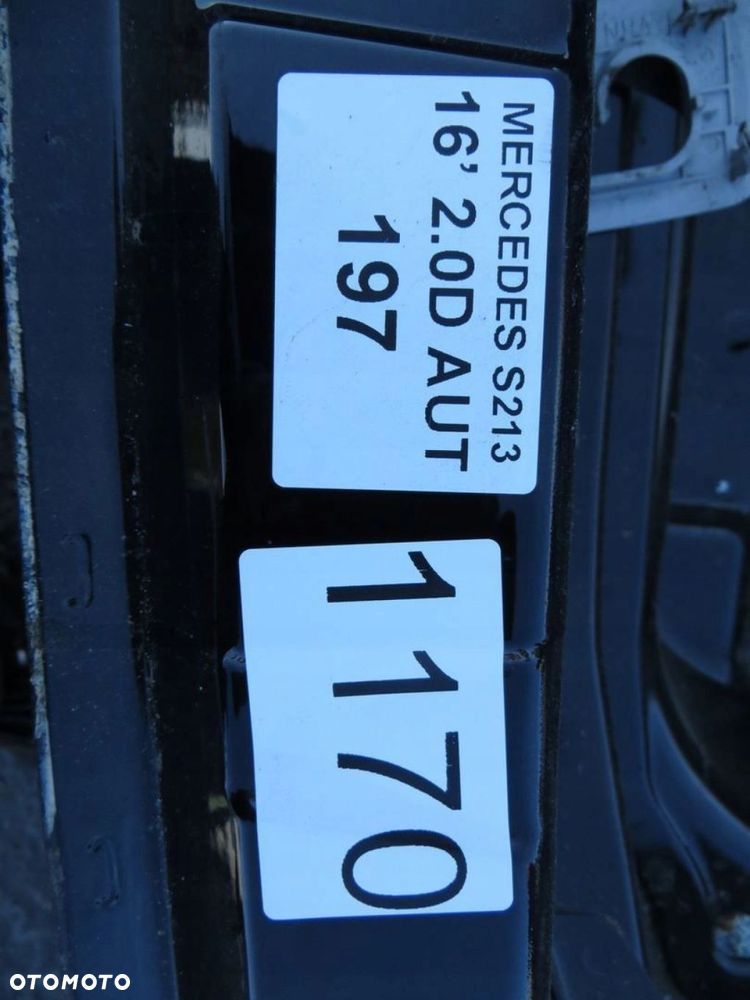 MERCEDES S213
16' 2.0D AUT
197
1170
OTOMOTO